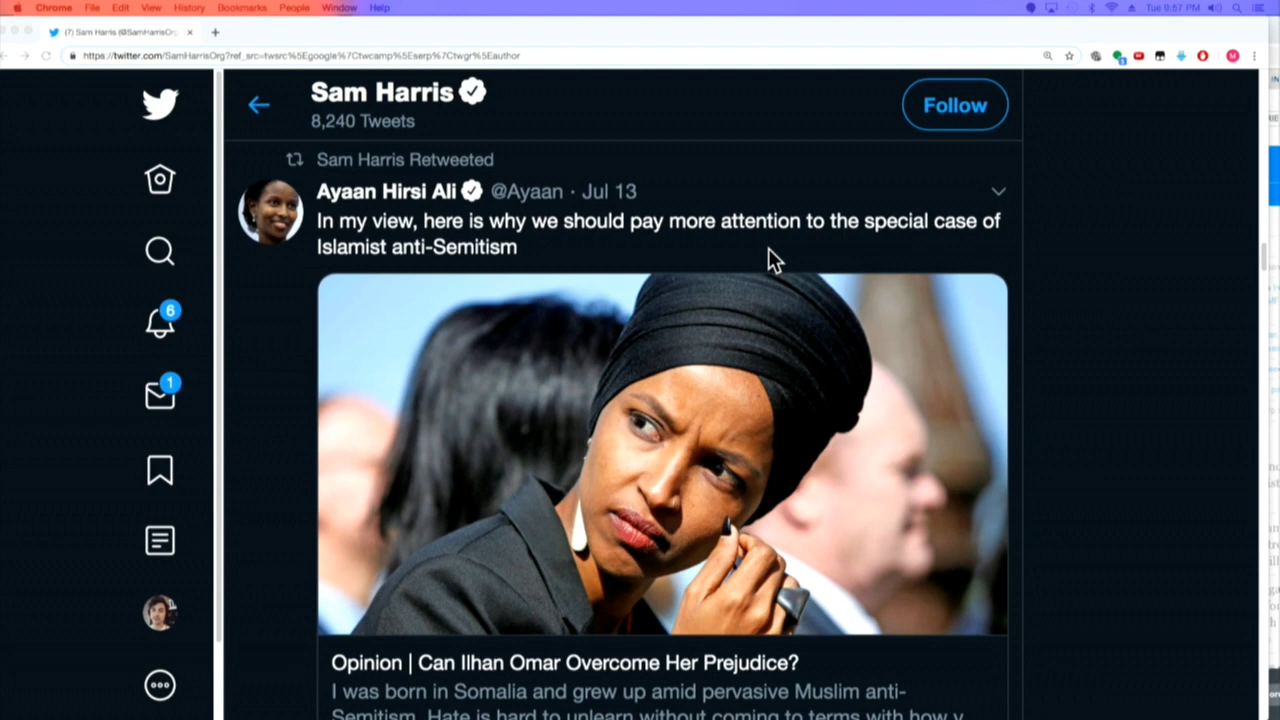 Chrome File Edit View History Bookmarks People Window Help Tue 9:57 PM
(7) Sam Harris (@SamHarrisOrg
https://twitter.com/SamHarrisOrg?ref_src=twsrc%5Egoogle%7Ctwcamp%5Eserp%7Ctwgr%5Eauthor
Sam Harris
8,240 Tweets
Follow
Sam Harris Retweeted
Ayaan Hirsi Ali @Ayaan · Jul 13
In my view, here is why we should pay more attention to the special case of
Islamist anti-Semitism
6
1
Opinion | Can Ilhan Omar Overcome Her Prejudice?
I was born in Somalia and grew up amid pervasive Muslim anti-
Semitism. Hate is hard to unlearn without coming to terms with how y